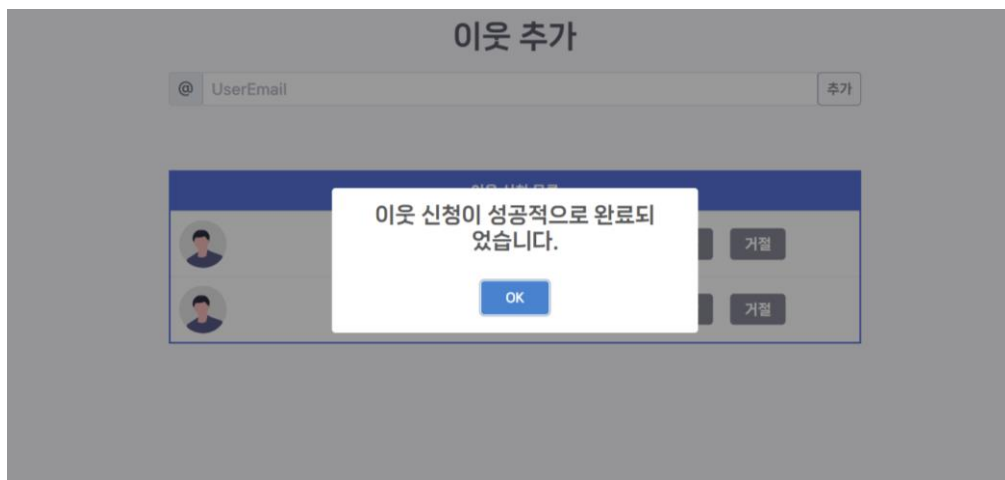 이웃 추가
@ UserEmail 추가
이웃 신청이 성공적으로 완료되
었습니다.
거절
OK
거절